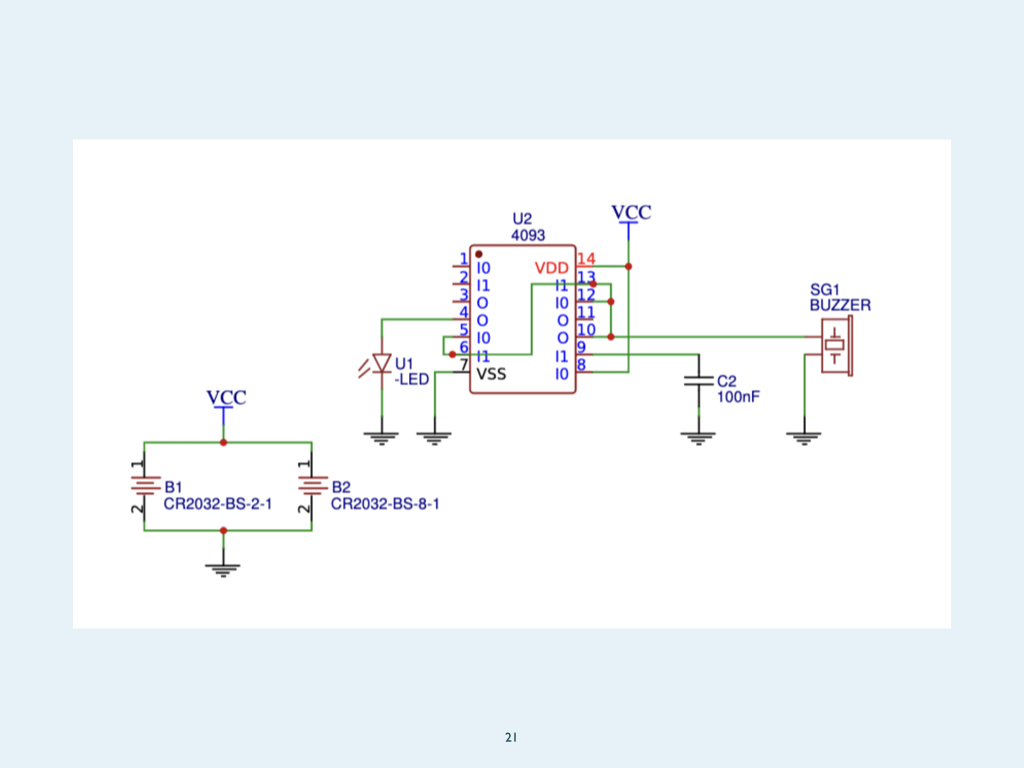 U2
4093
VCC
1
2
3
4
5
6
7
I0
I1
O
O
I0
I1
VSS
VDD
I1
I0
O
O
I1
I0
14
13
12
11
10
9
8
SG1
BUZZER
U1
-LED
C2
100nF
VCC
1
B1
CR2032-BS-2-1
2
1
B2
CR2032-BS-8-1
2
21